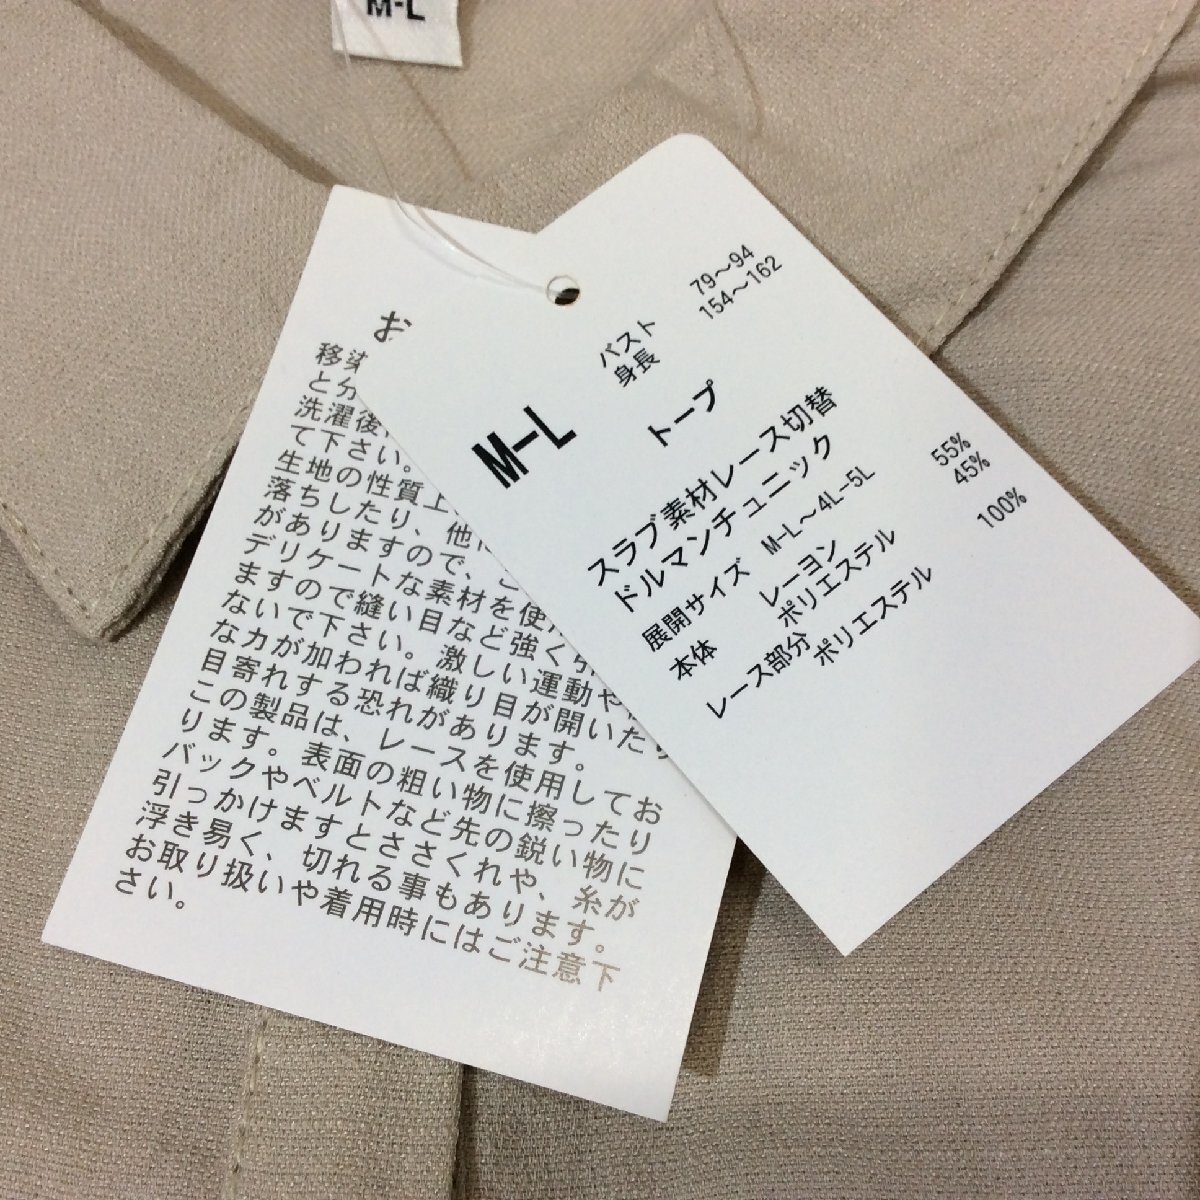 M-L
バスト 79～94
身長 154～162
M-L
トープ
スラブ素材レース切替
ドルマンチュニック
展開サイズ M-L～4L-5L
本体 レーヨン 55%
ポリエステル 45%
レース部分 ポリエステル 100%
お
移染
と分
洗濯後
て下さい。
生地の性質上、他
落ちしたり、
がありますので、ご使
デリケートな素材を使
ますので縫い目など強く引
ないで下さい。激しい運動や
な力が加われば織り目が開いたり
目寄れする恐れがあります。
この製品は、レースを使用してお
ります。表面の粗い物に擦ったり
バックやベルトなど先の鋭い物に
引っかけますとささくれや、糸が
浮き易く、切れる事もあります。
お取り扱いや着用時にはご注意下
さい。